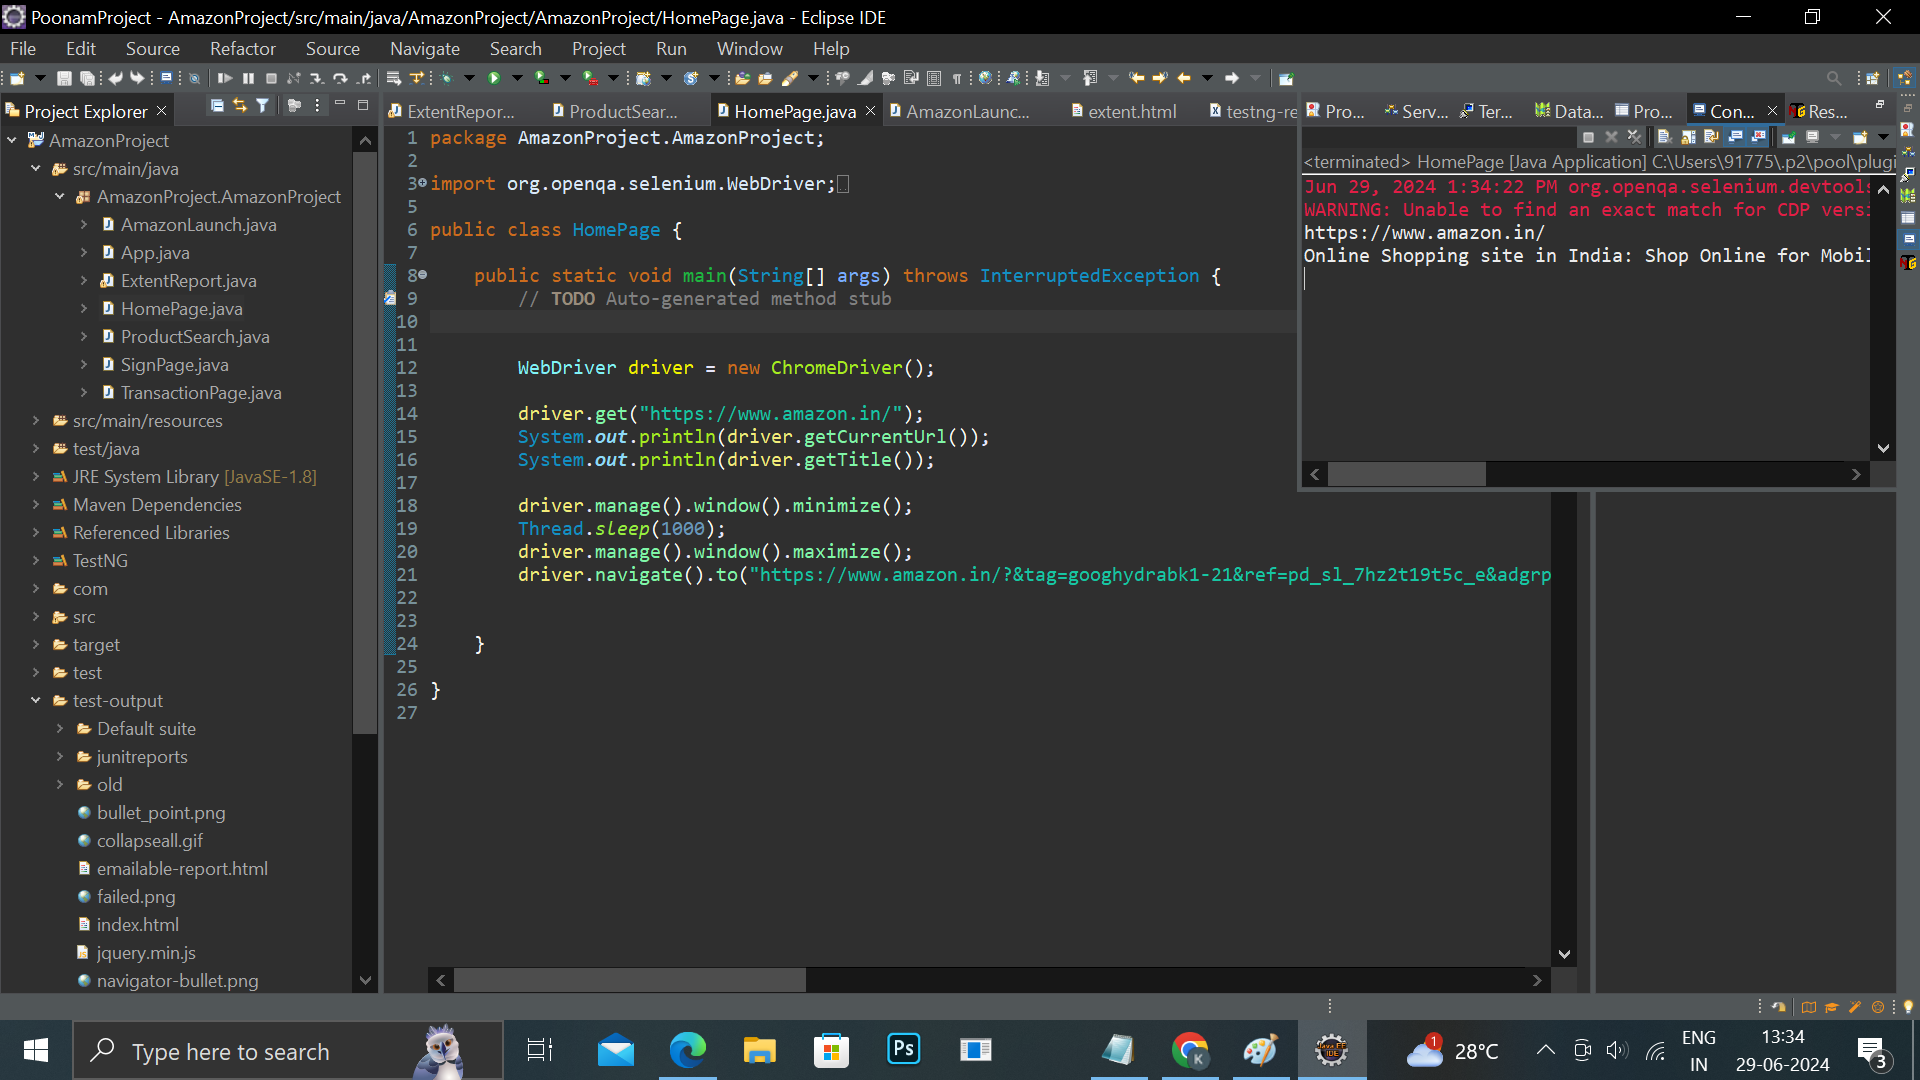 PoonamProject - AmazonProject/src/main/java/AmazonProject/AmazonProject/HomePage.java - Eclipse IDE
File Edit Source Refactor Source Navigate Search Project Run Window Help
Project Explorer
AmazonProject
src/main/java
AmazonProject.AmazonProject
AmazonLaunch.java
App.java
ExtentReport.java
HomePage.java
ProductSearch.java
SignPage.java
TransactionPage.java
src/main/resources
test/java
JRE System Library [JavaSE-1.8]
Maven Dependencies
Referenced Libraries
TestNG
com
src
target
test
test-output
Default suite
junitreports
old
bullet_point.png
collapseall.gif
emailable-report.html
failed.png
index.html
jquery.min.js
navigator-bullet.png
ExtentRepor... ProductSear... HomePage.java AmazonLaunc... extent.html testng-re
1 package AmazonProject.AmazonProject;
2
3 import org.openqa.selenium.WebDriver;
5
6 public class HomePage {
7
8 public static void main(String[] args) throws InterruptedException {
9 // TODO Auto-generated method stub
10
11
12 WebDriver driver = new ChromeDriver();
13
14 driver.get("https://www.amazon.in/");
15 System.out.println(driver.getCurrentUrl());
16 System.out.println(driver.getTitle());
17
18 driver.manage().window().minimize();
19 Thread.sleep(1000);
20 driver.manage().window().maximize();
21 driver.navigate().to("https://www.amazon.in/?&tag=googhydrabk1-21&ref=pd_sl_7hz2t19t5c_e&adgrp
22
23
24 }
25
26 }
27
Pro... Serv... Ter... Data... Pro... Con... Res...
<terminated> HomePage [Java Application] C:\Users\91775\.p2\pool\plugi
Jun 29, 2024 1:34:22 PM org.openqa.selenium.devtools
WARNING: Unable to find an exact match for CDP versi
https://www.amazon.in/
Online Shopping site in India: Shop Online for Mobil
Type here to search
Ps
K
Java EE
IDE
1
28°C
ENG
IN
13:34
29-06-2024
3